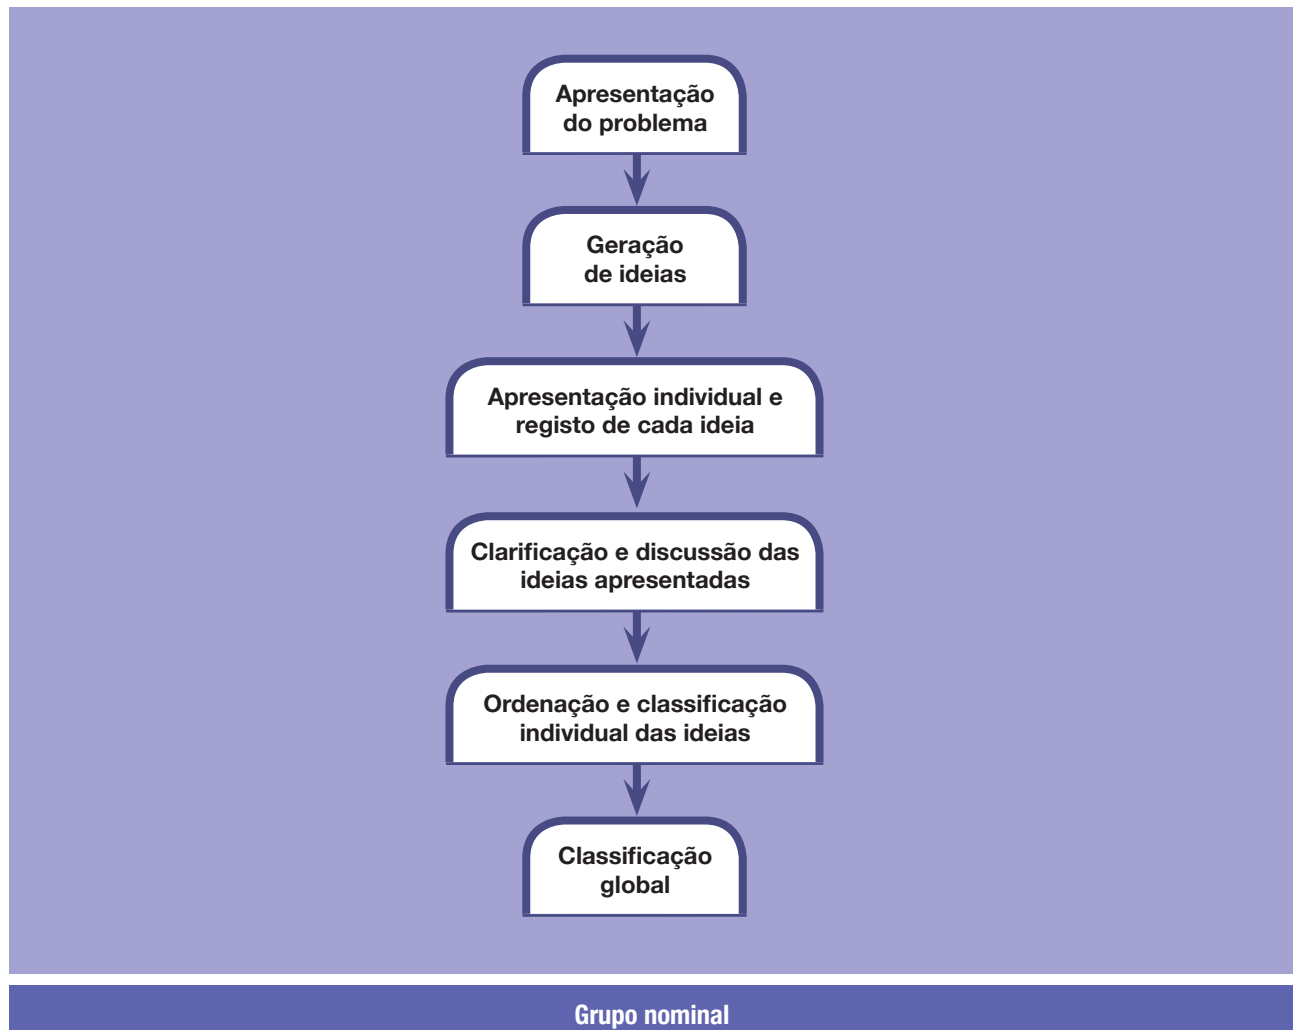 Apresentação
do problema
Geração
de ideias
Apresentação individual e
registo de cada ideia
Clarificação e discussão das
ideias apresentadas
Ordenação e classificação
individual das ideias
Classificação
global
Grupo nominal